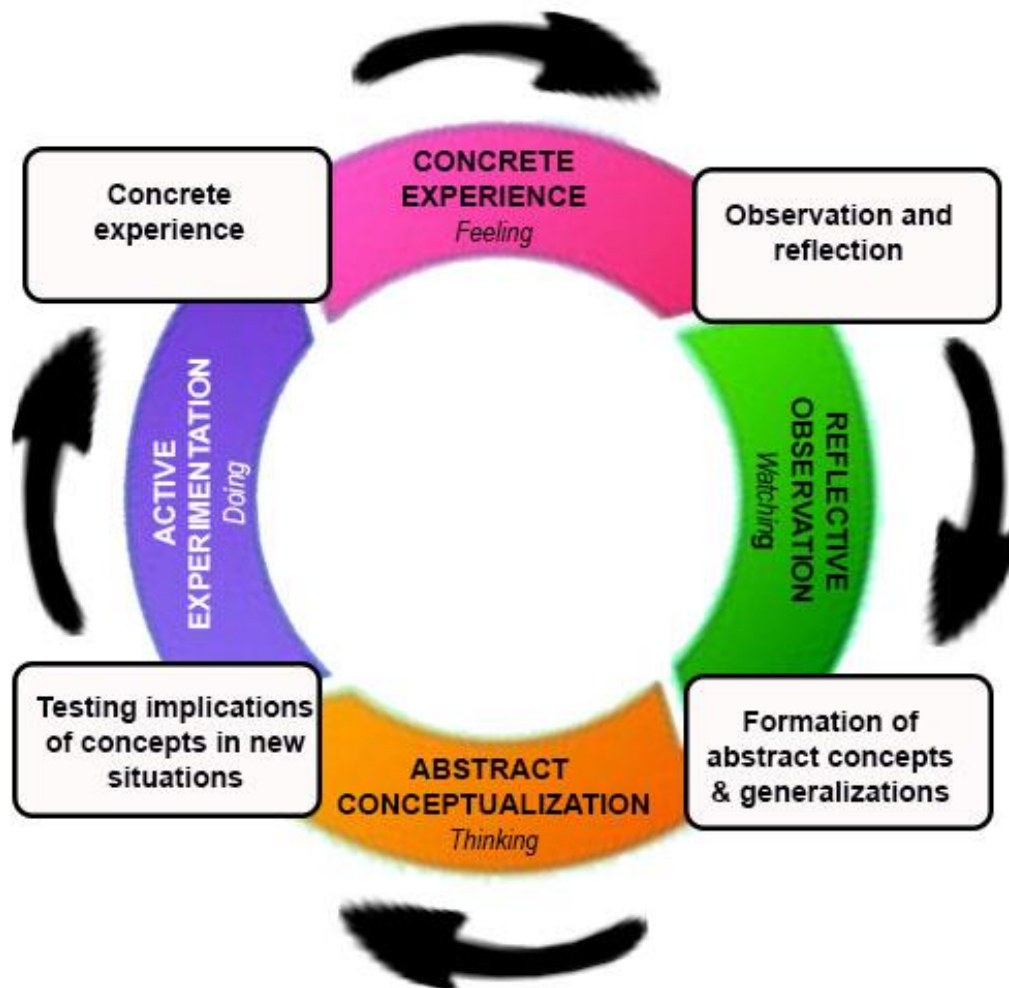 CONCRETE
EXPERIENCE
Feeling
Concrete
experience
Observation and
reflection
REFLECTIVE
OBSERVATION
Watching
Formation of
abstract concepts
& generalizations
ABSTRACT
CONCEPTUALIZATION
Thinking
Testing implications
of concepts in new
situations
ACTIVE
EXPERIMENTATION
Doing